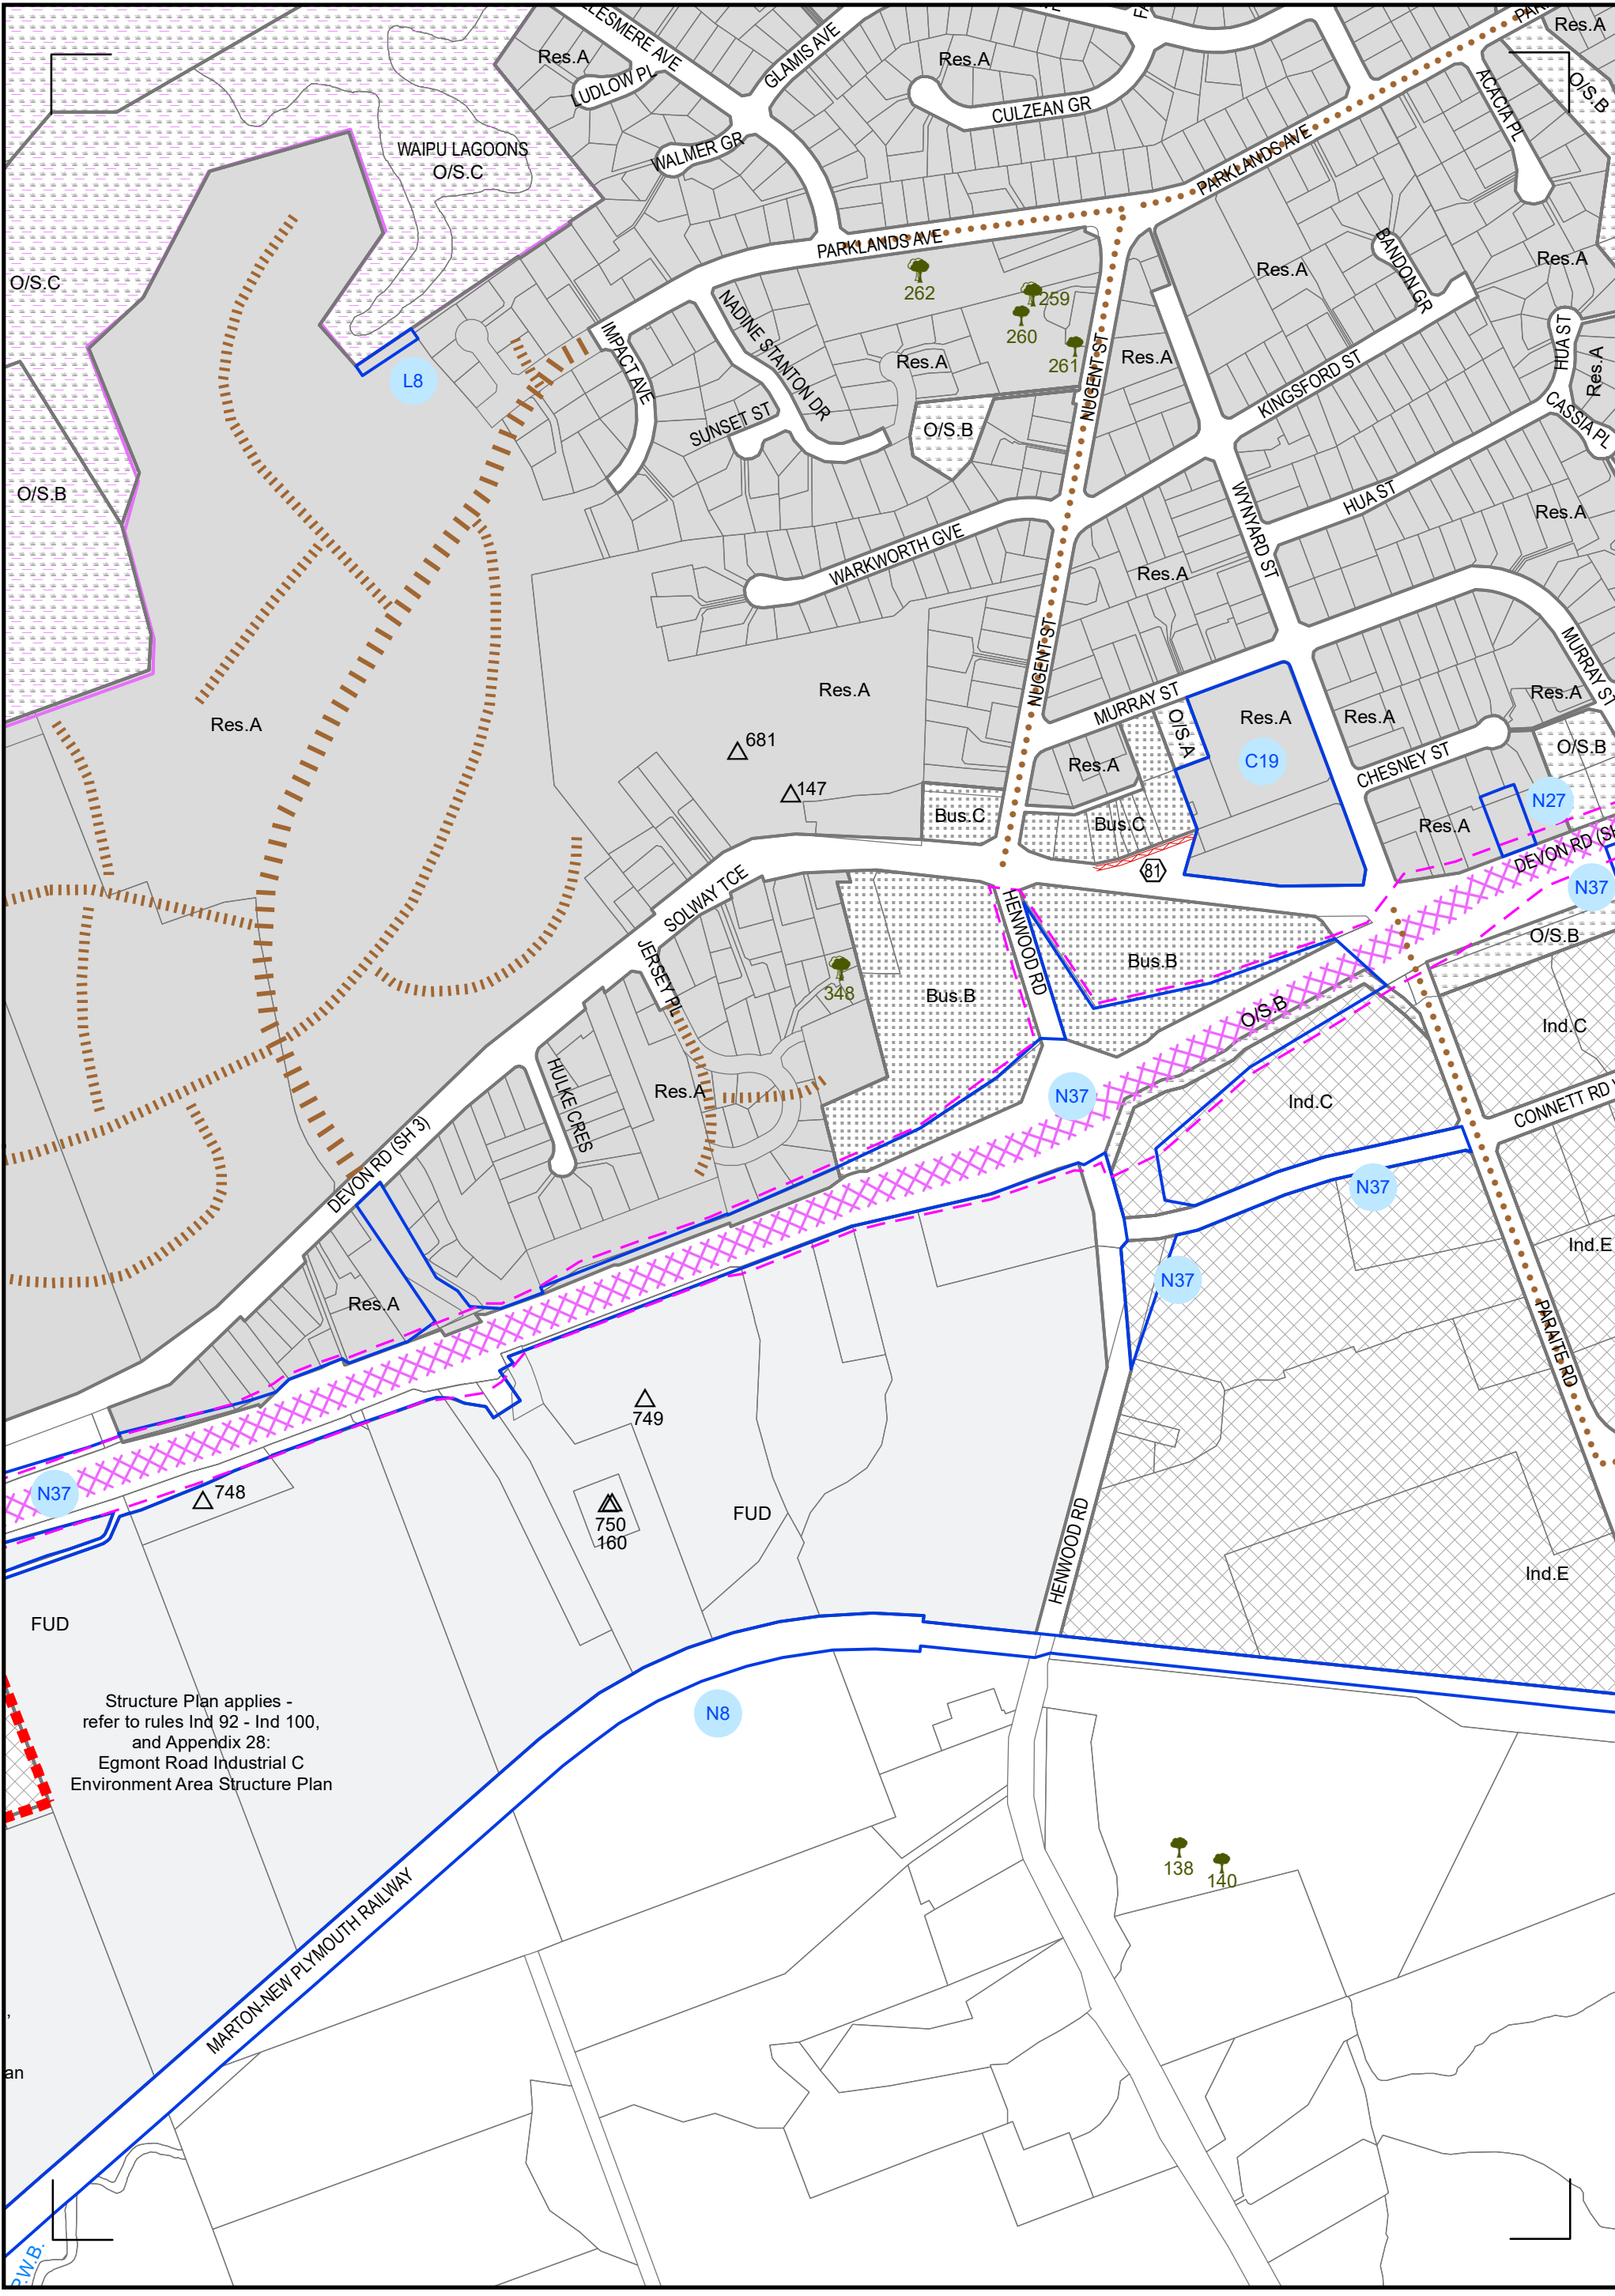 ELLESMERE AVE
GLAMIS AVE
Res.A
LUDLOW PL
Res.A
CULZEAN GR
Res.A
O/S.B
ACACIA PL
WAIPU LAGOONS
O/S.C
WALMER GR
PARKLANDS AVE
O/S.C
PARKLANDS AVE
BANDON GR
Res.A
Res.A
262
259
260
261
NADINE STANTON DR
IMPACT AVE
L8
Res.A
Res.A
NUGENT ST
KINGSFORD ST
HUA ST
Res.A
CASSIA PL
SUNSET ST
O/S.B
O/S.B
HUA ST
WYNYARD ST
Res.A
WARKWORTH GVE
Res.A
NUGENT ST
MURRAY ST
Res.A
Res.A
MURRAY ST
O/S.A
Res.A
Res.A
Res.A
681
Res.A
C19
CHESNEY ST
O/S.B
147
N27
Bus.C
Bus.C
Res.A
DEVON RD (SH
81
N37
SOLWAY TCE
HENWOOD RD
O/S.B
JERSEY PL
348
Bus.B
Bus.B
O/S.B
Ind.C
HULKE CRES
Res.A
N37
Ind.C
CONNETT RD
DEVON RD (SH 3)
N37
Ind.E
N37
Res.A
PARAITE RD
749
N37
748
750
160
FUD
HENWOOD RD
Ind.E
FUD
Structure Plan applies -
refer to rules Ind 92 - Ind 100,
and Appendix 28:
Egmont Road Industrial C
Environment Area Structure Plan
N8
138
140
MARTON-NEW PLYMOUTH RAILWAY
,
an
P.W.B.